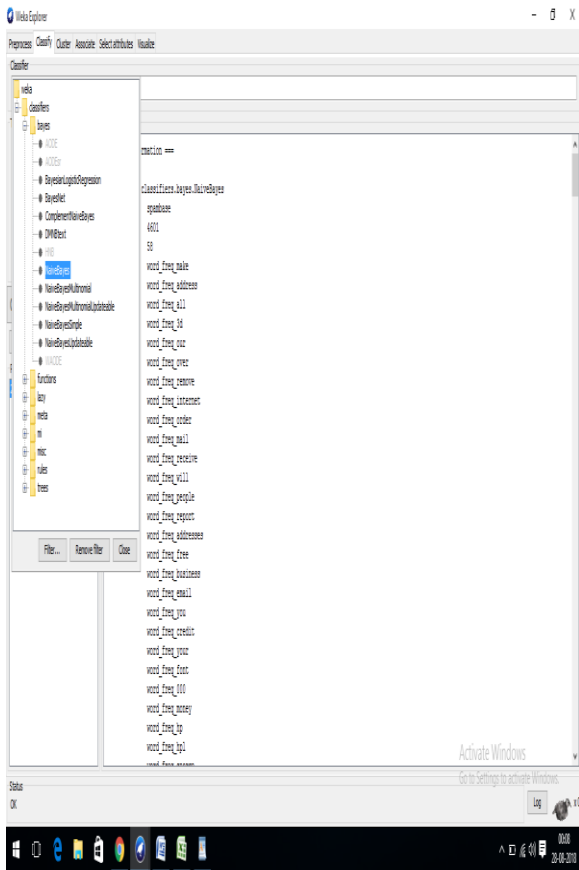 Weka Explorer
Preprocess Classify Cluster Associate Select attributes Visualize
Classifier
weka
classifiers
bayes
AODE
AODEsr
BayesianLogisticRegression
BayesNet
ComplementNaiveBayes
DMNBtext
HNB
NaiveBayes
NaiveBayesMultinomial
NaiveBayesMultinomialUpdateable
NaiveBayesSimple
NaiveBayesUpdateable
WAODE
functions
lazy
meta
mi
misc
rules
trees
Filter... Remove filter Close
rmation ===
classifiers.bayes.NaiveBayes
spambase
4601
58
word_freq_make
word_freq_address
word_freq_all
word_freq_3d
word_freq_our
word_freq_over
word_freq_remove
word_freq_internet
word_freq_order
word_freq_mail
word_freq_receive
word_freq_will
word_freq_people
word_freq_report
word_freq_addresses
word_freq_free
word_freq_business
word_freq_email
word_freq_you
word_freq_credit
word_freq_your
word_freq_font
word_freq_000
word_freq_money
word_freq_hp
word_freq_hpl
Activate Windows
Go to Settings to activate Windows.
Status
OK
Log
x 0
00:08
28-08-2018